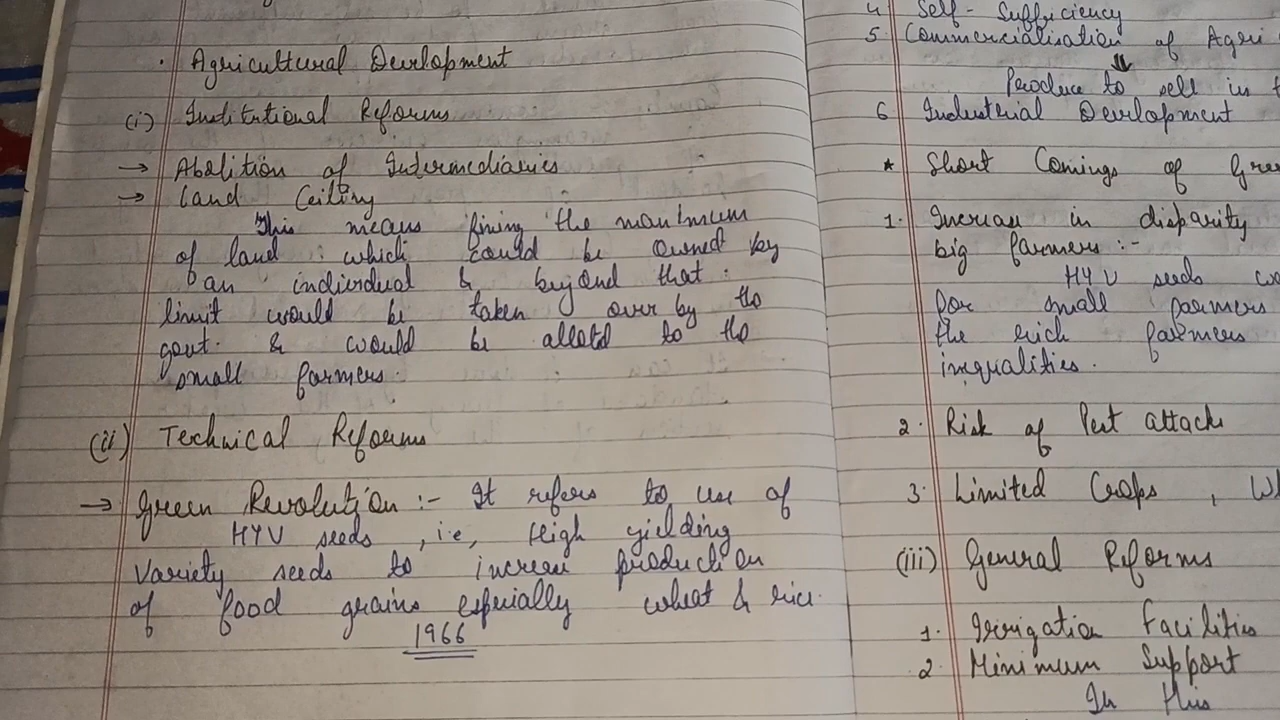 . Agricultural Development
(i) Institutional Reforms
→ Abolition of Intermediaries
→ Land Ceiling
This means fixing the maximum
of land which could be owned by
an individual & beyond that
limit would be taken over by the
govt. & would be alloted to the
small farmers.
(ii) Technical Reforms
→ Green Revolution :- It refers to use of
HYV seeds, i.e, High yielding
Variety seeds to increase production
of food grains especially wheat & rice.
1966
4 Self-Sufficiency
5. Commercialisation of Agri
Produce to sell in
6 Industrial Development
* Short Comings of
1. Increase in disparity
big farmers :-
HYV seeds
for small farmers
the rich farmers
inequalities.
2. Risk of Pest attack
3. Limited Crops,
(iii) General Reforms
1. Irrigation Facilities
2. Minimum Support
In this